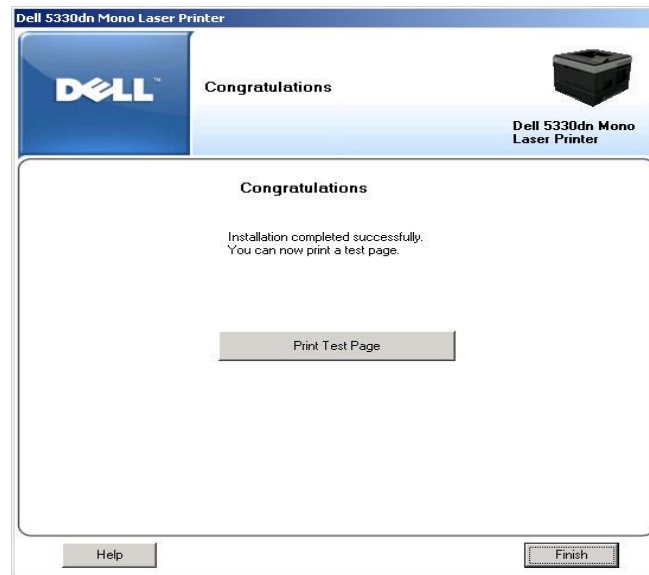 Dell 5330dn Mono Laser Printer
DELL™
Congratulations
Dell 5330dn Mono
Laser Printer
Congratulations
Installation completed successfully.
You can now print a test page.
Print Test Page
Help
Finish